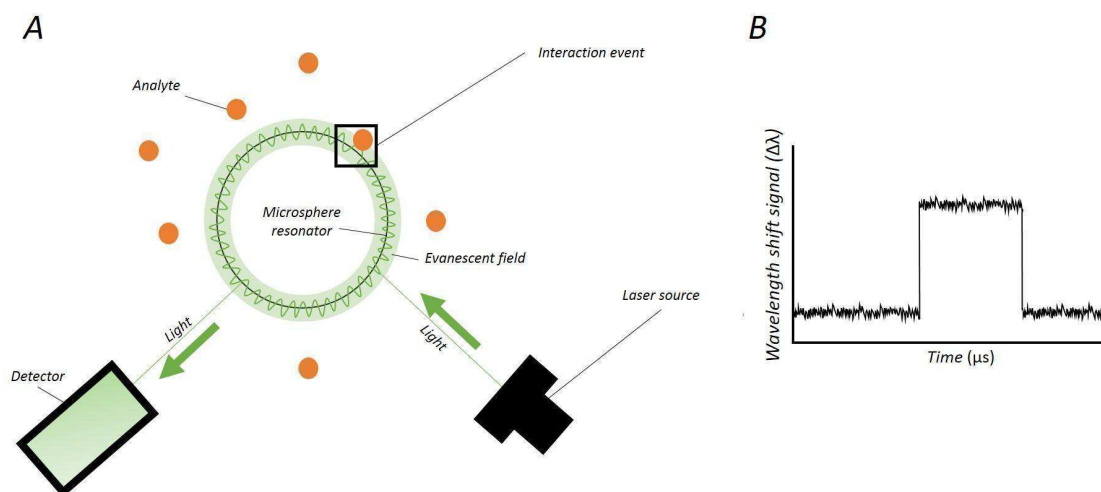 A
B
Interaction event
Analyte
Microsphere
resonator
Evanescent field
Laser source
Light
Light
Detector
Wavelength shift signal (Δλ)
Time (μs)